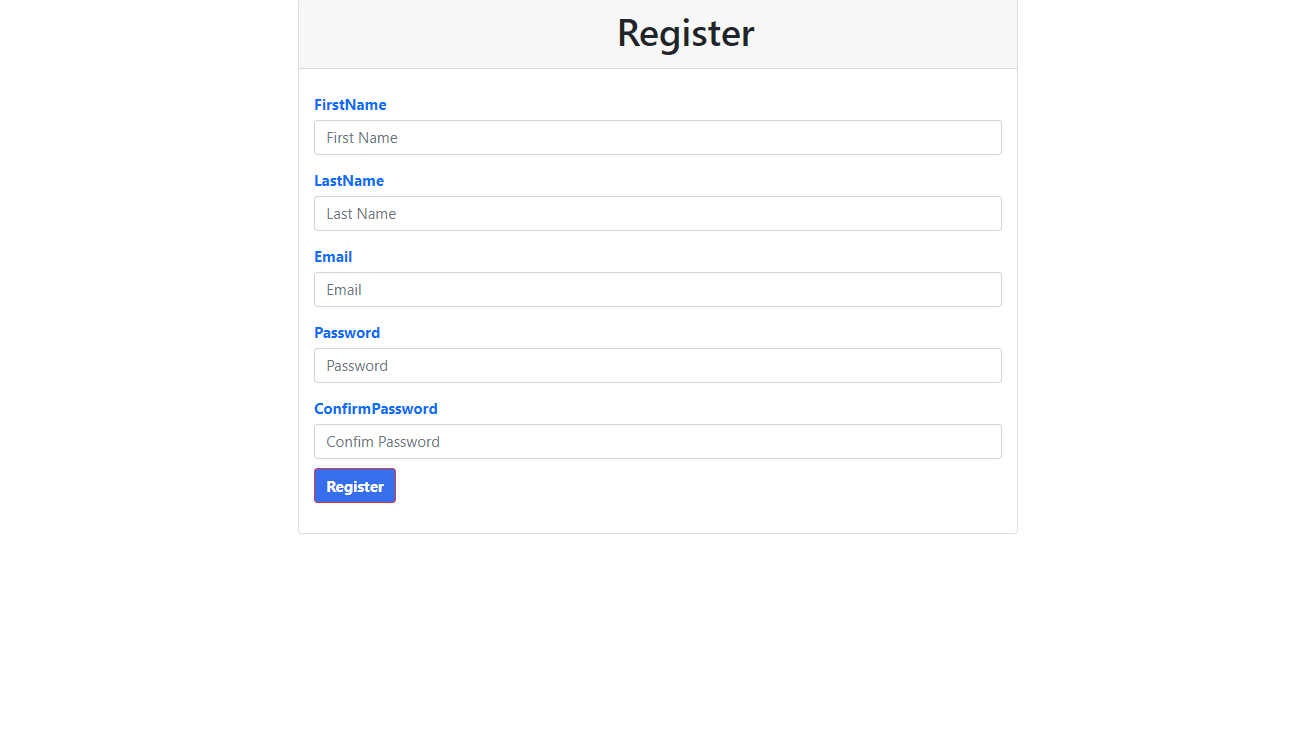 Register
FirstName
First Name
LastName
Last Name
Email
Email
Password
Password
ConfirmPassword
Confim Password
Register